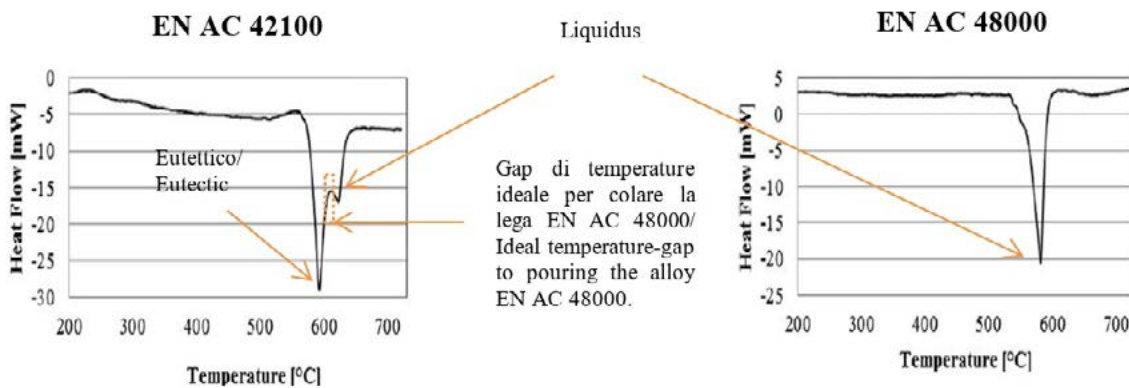 EN AC 42100
Liquidus
EN AC 48000
Heat Flow [mW]
0
-5
-10
-15
-20
-25
-30
200
300
400
500
600
700
Temperature [°C]
Eutettico/
Eutectic
Gap di temperature
ideale per colare la
lega EN AC 48000/
Ideal temperature-gap
to pouring the alloy
EN AC 48000.
Heat Flow [mW]
5
0
-5
-10
-15
-20
-25
200
300
400
500
600
700
Temperature [°C]